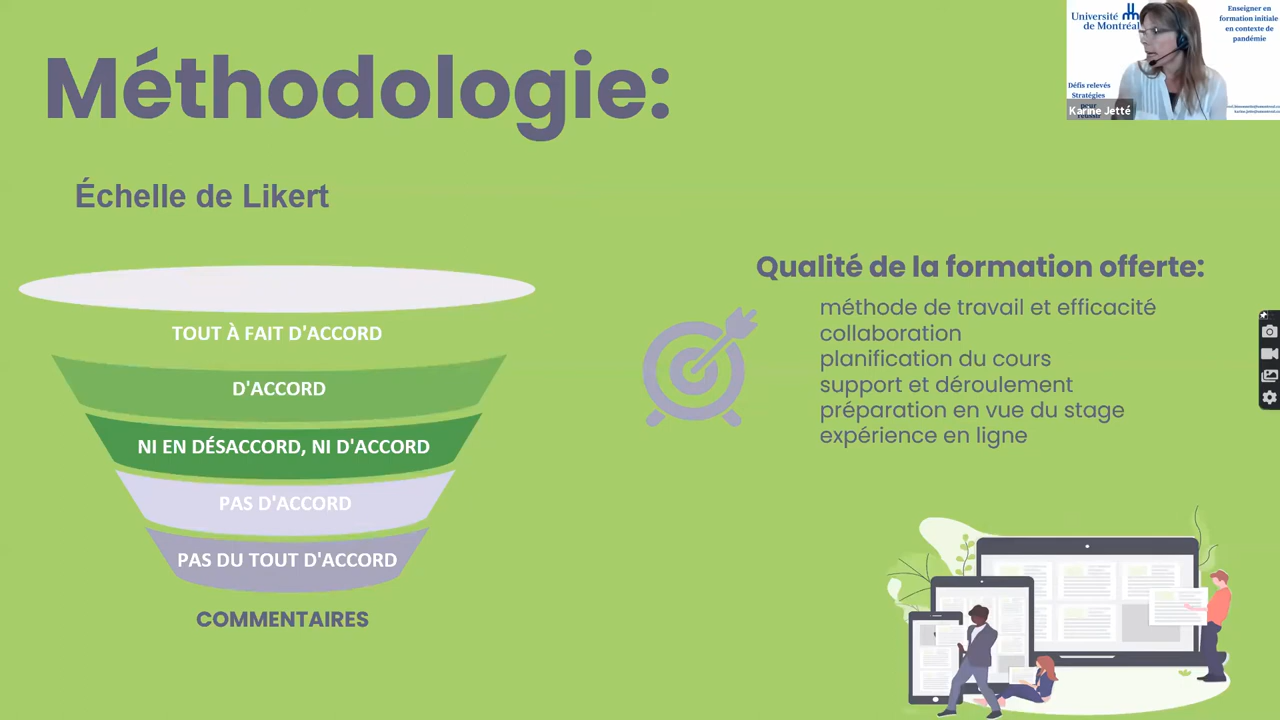 Méthodologie:
Échelle de Likert
TOUT À FAIT D'ACCORD
D'ACCORD
NI EN DÉSACCORD, NI D'ACCORD
PAS D'ACCORD
PAS DU TOUT D'ACCORD
COMMENTAIRES
Qualité de la formation offerte:
méthode de travail et efficacité
collaboration
planification du cours
support et déroulement
préparation en vue du stage
expérience en ligne
Université
de Montréal
Enseigner en
formation initiale
en contexte de
pandémie
Défis relevés
Stratégies
pour
réussir
Karine Jetté